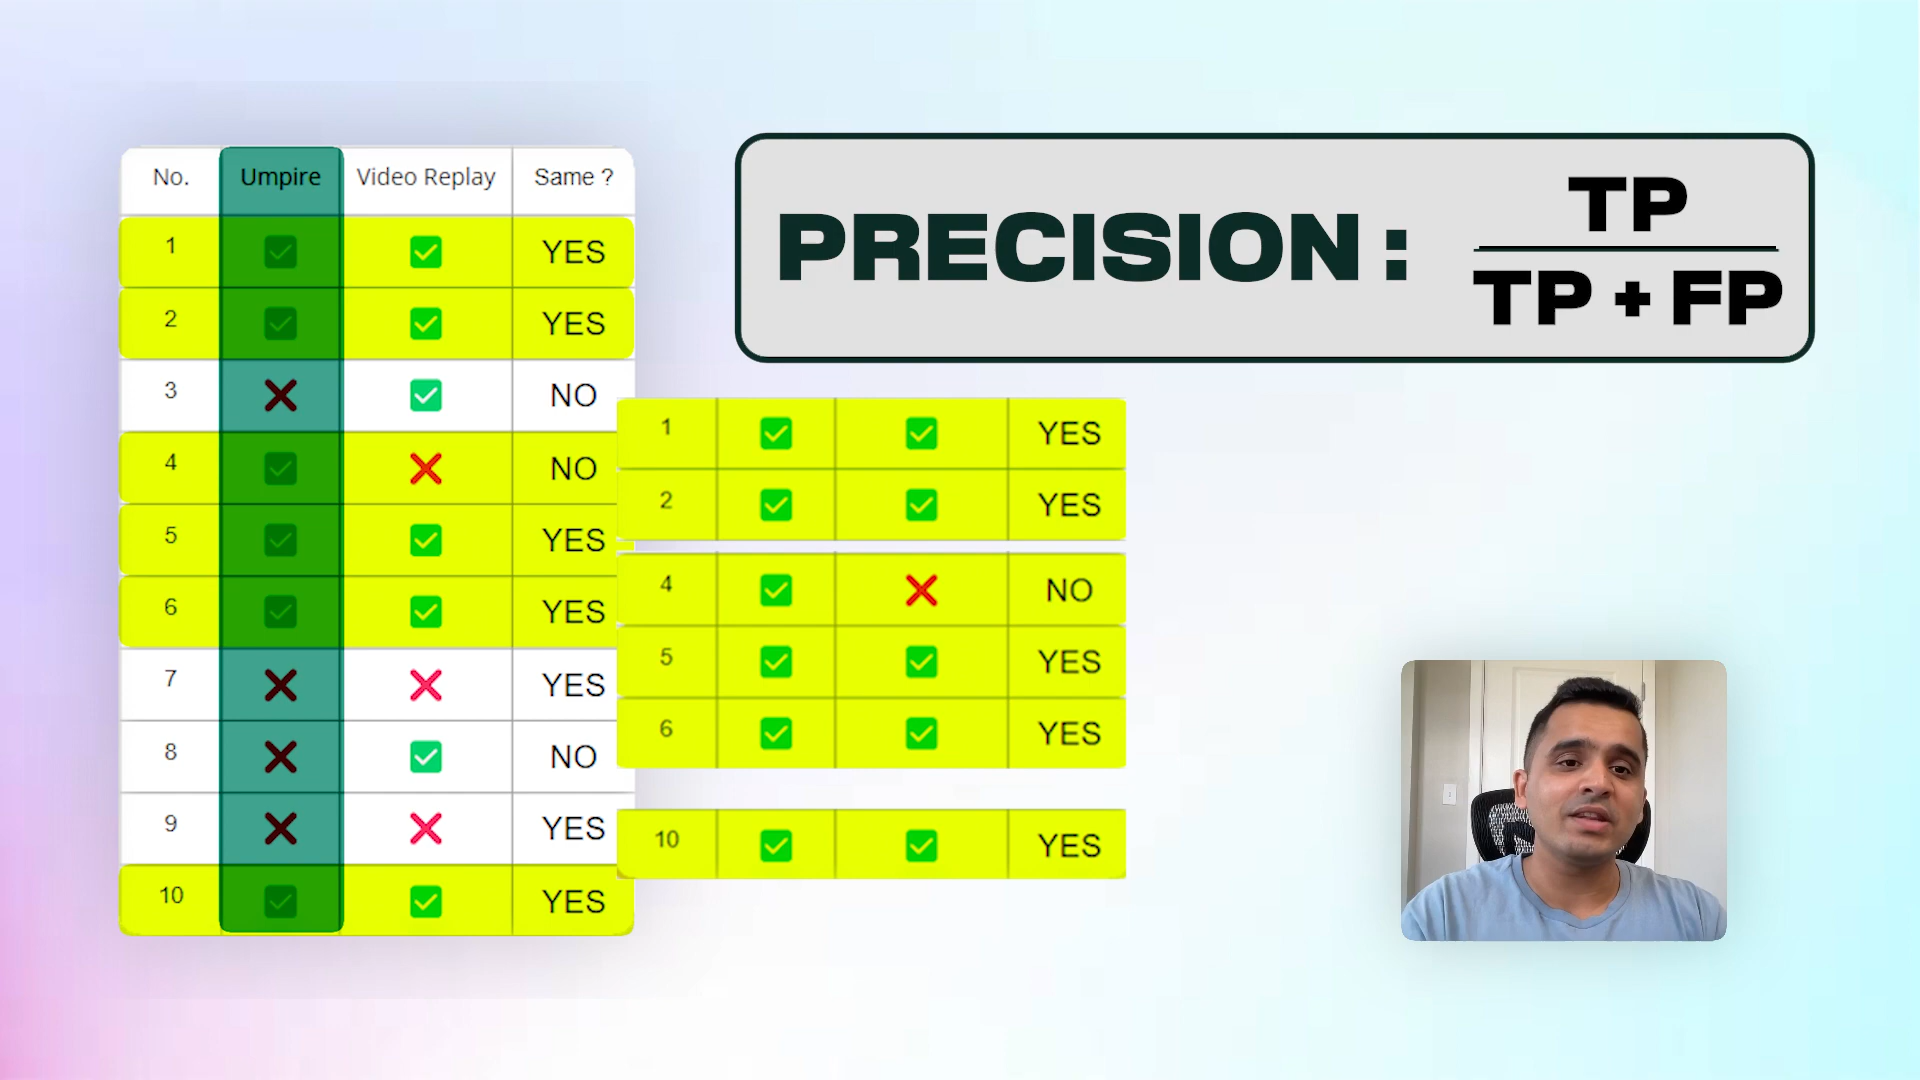 No. Umpire Video Replay Same ?
1 YES
2 YES
3 NO
4 NO
5 YES
6 YES
7 YES
8 NO
9 YES
10 YES
PRECISION : TP
TP + FP
1 YES
2 YES
4 NO
5 YES
6 YES
10 YES